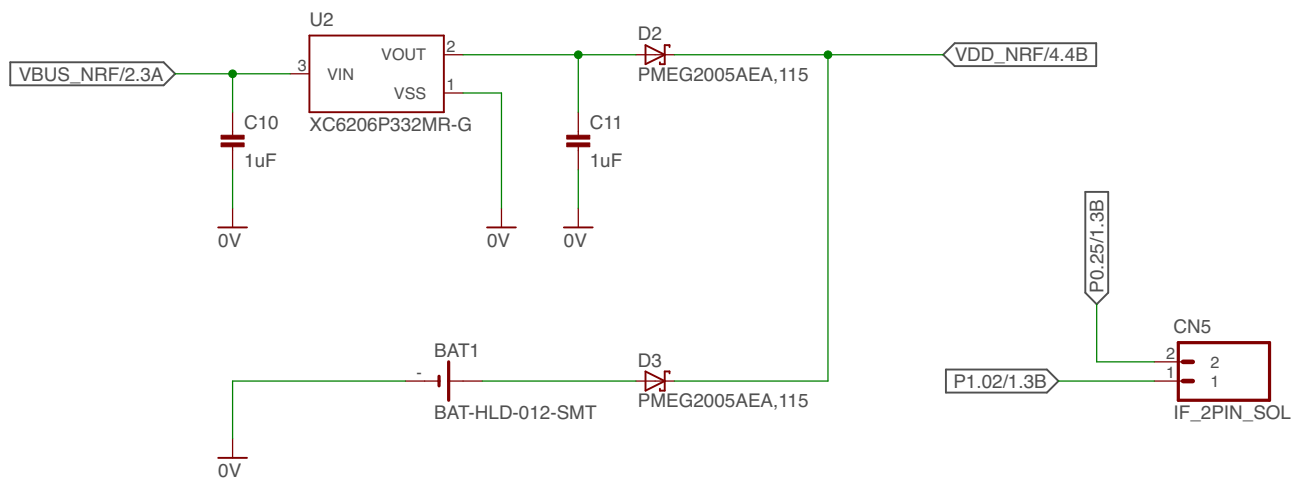 U2
D2
2
VOUT
VDD_NRF/4.4B
VBUS_NRF/2.3A
3
VIN
PMEG2005AEA,115
1
VSS
XC6206P332MR-G
C10
1uF
C11
1uF
0V
0V
0V
P0.25/1.3B
CN5
2
2
P1.02/1.3B
1
1
IF_2PIN_SOL
BAT1
D3
-
BAT-HLD-012-SMT
PMEG2005AEA,115
0V